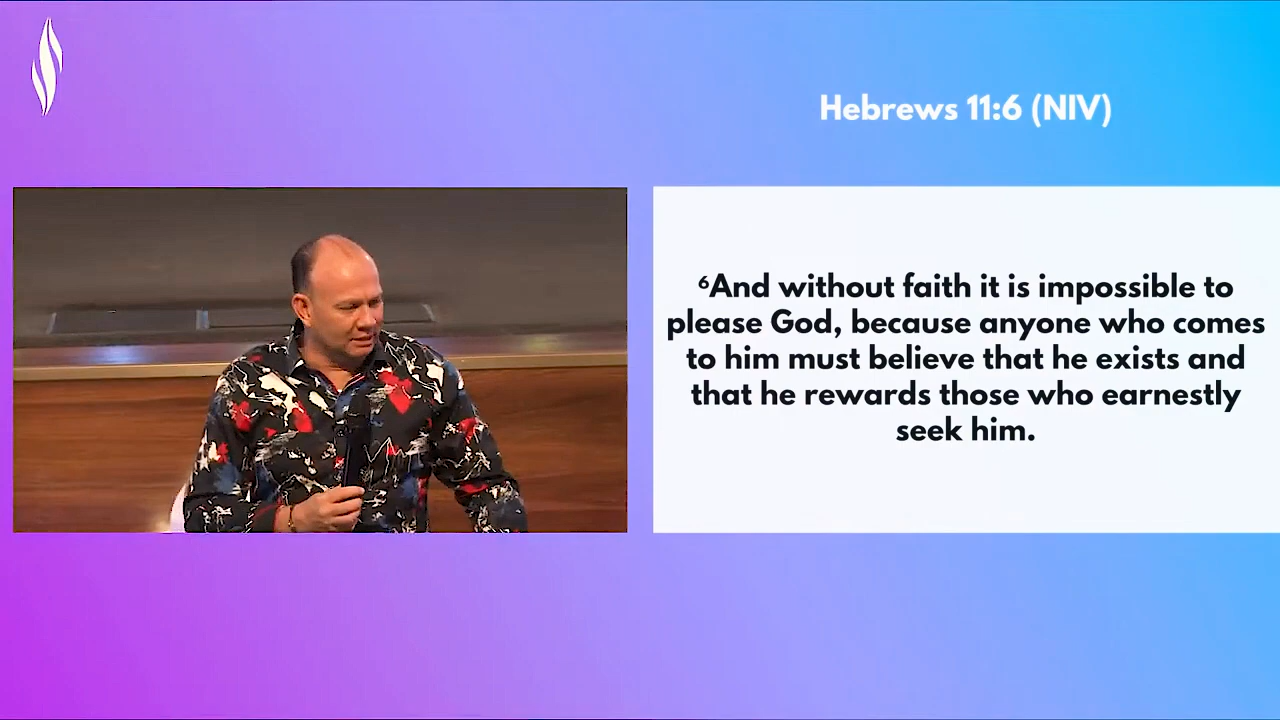 Hebrews 11:6 (NIV)
⁶And without faith it is impossible to
please God, because anyone who comes
to him must believe that he exists and
that he rewards those who earnestly
seek him.